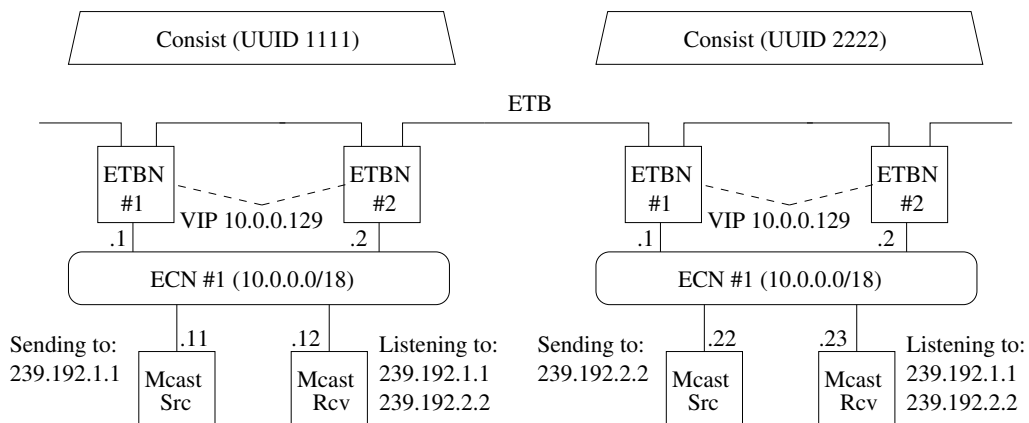 Consist (UUID 1111)
Consist (UUID 2222)
ETB
ETBN
#1
ETBN
#2
ETBN
#1
ETBN
#2
VIP 10.0.0.129
VIP 10.0.0.129
.1
.2
.1
.2
ECN #1 (10.0.0.0/18)
ECN #1 (10.0.0.0/18)
Sending to:
239.192.1.1
.11
Mcast
Src
.12
Mcast
Rcv
Listening to:
239.192.1.1
239.192.2.2
Sending to:
239.192.2.2
.22
Mcast
Src
.23
Mcast
Rcv
Listening to:
239.192.1.1
239.192.2.2